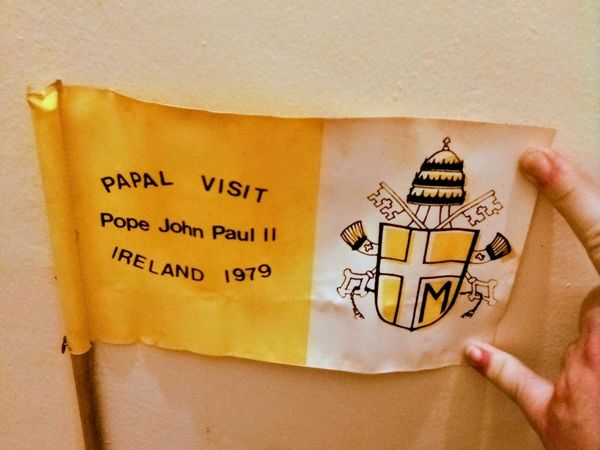 PAPAL VISIT
Pope John Paul II
IRELAND 1979
M